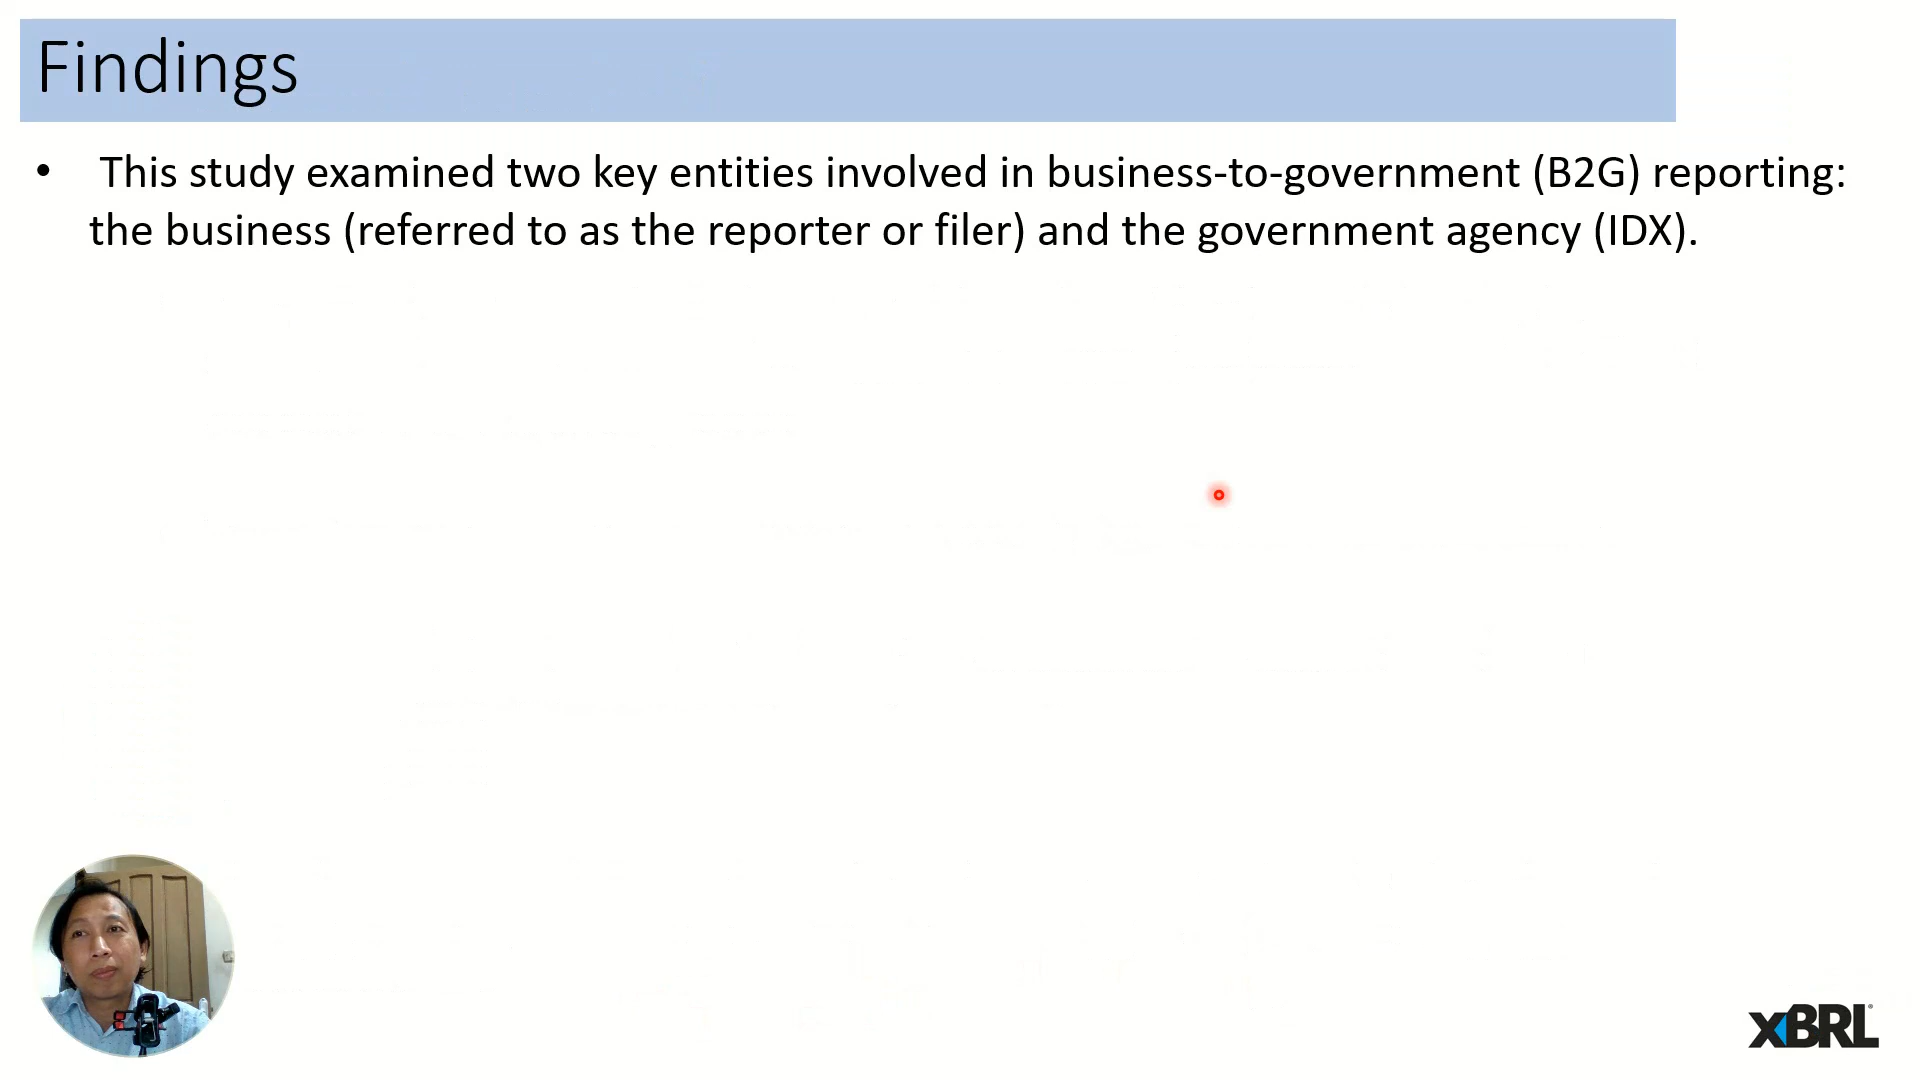 Findings
• This study examined two key entities involved in business-to-government (B2G) reporting:
the business (referred to as the reporter or filer) and the government agency (IDX).
XBRL